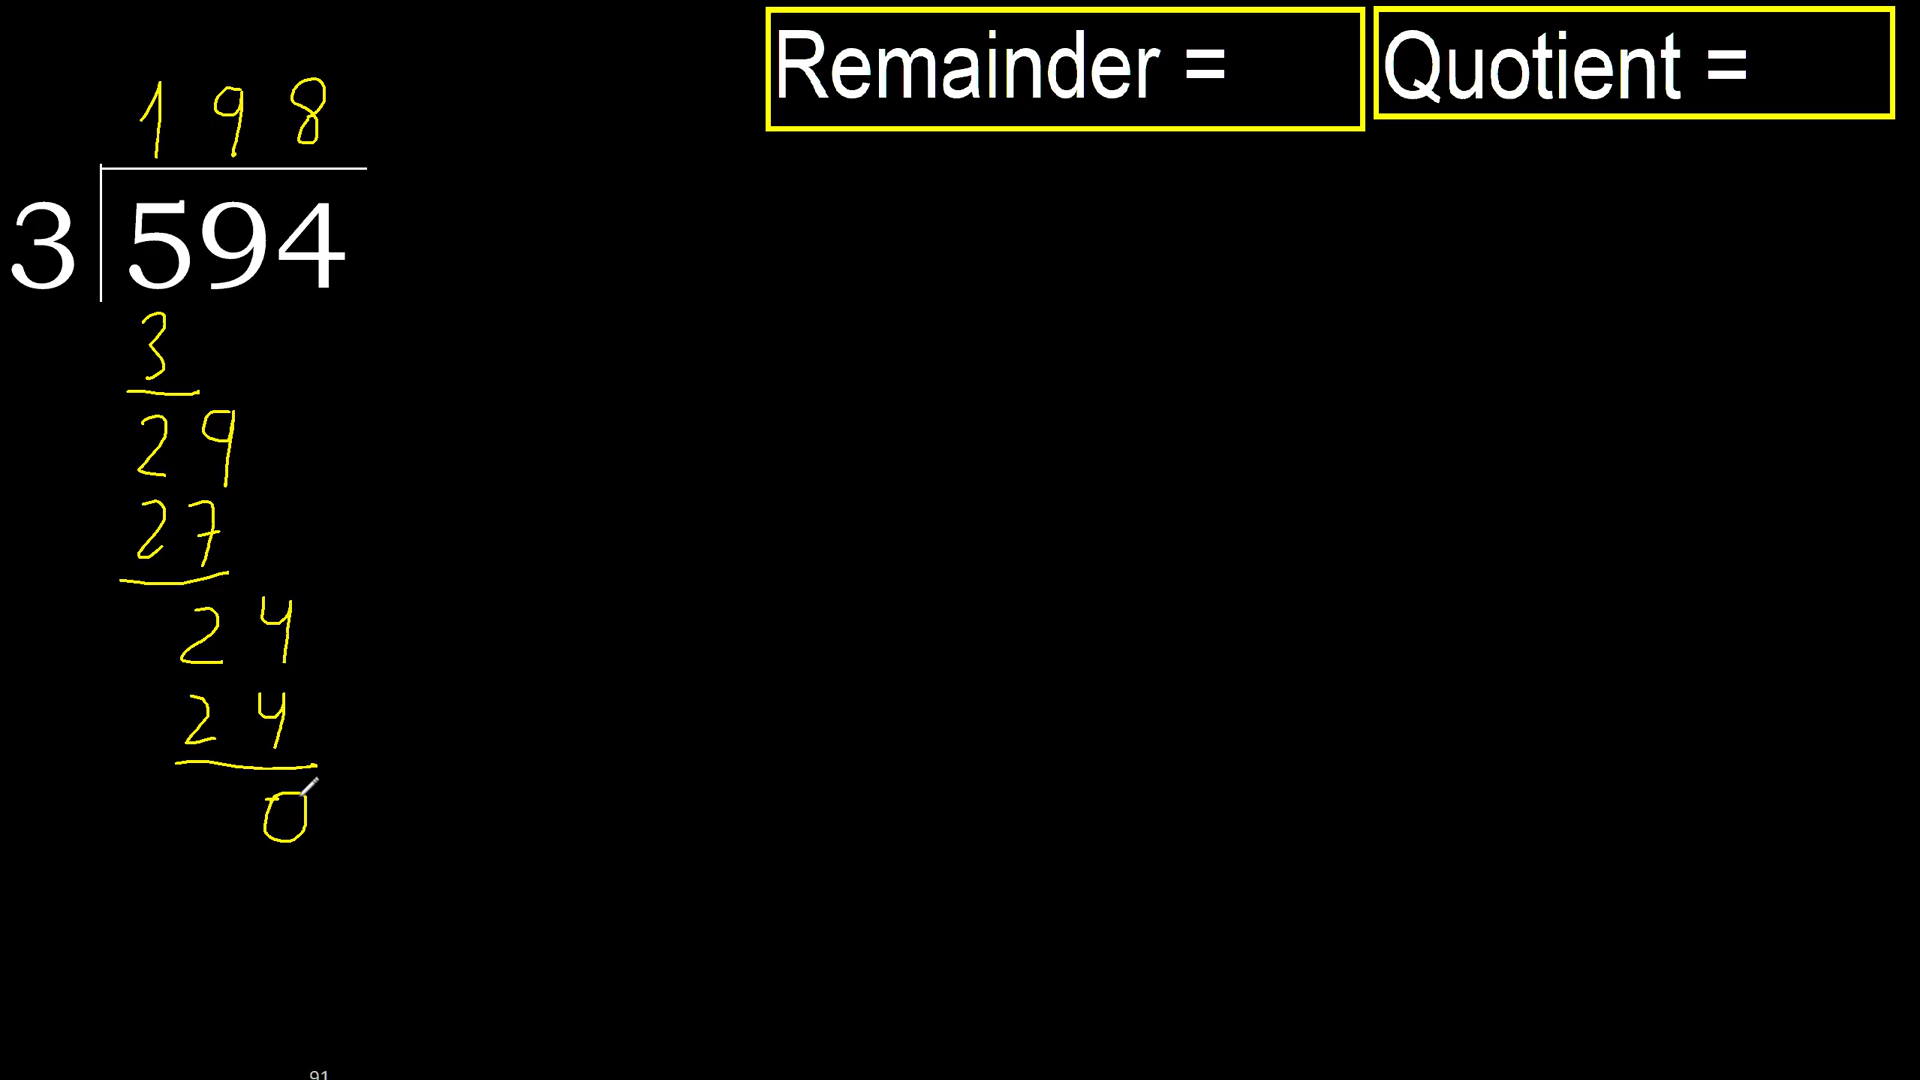 Remainder =
Quotient =
1 9 8
3 594
3
2 9
2 7
2 4
2 4
0
91